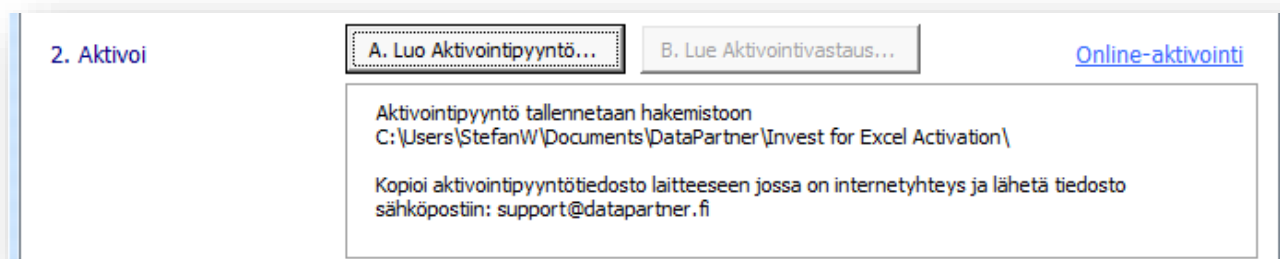 2. Aktivoi
A. Luo Aktivointipyyntö...
B. Lue Aktivointivastaus...
Online-aktivointi
Aktivointipyyntö tallennetaan hakemistoon
C:\Users\StefanW\Documents\DataPartner\Invest for Excel Activation\
Kopioi aktivointipyyntötiedosto laitteeseen jossa on internetyhteys ja lähetä tiedosto
sähköpostiin: support@datapartner.fi